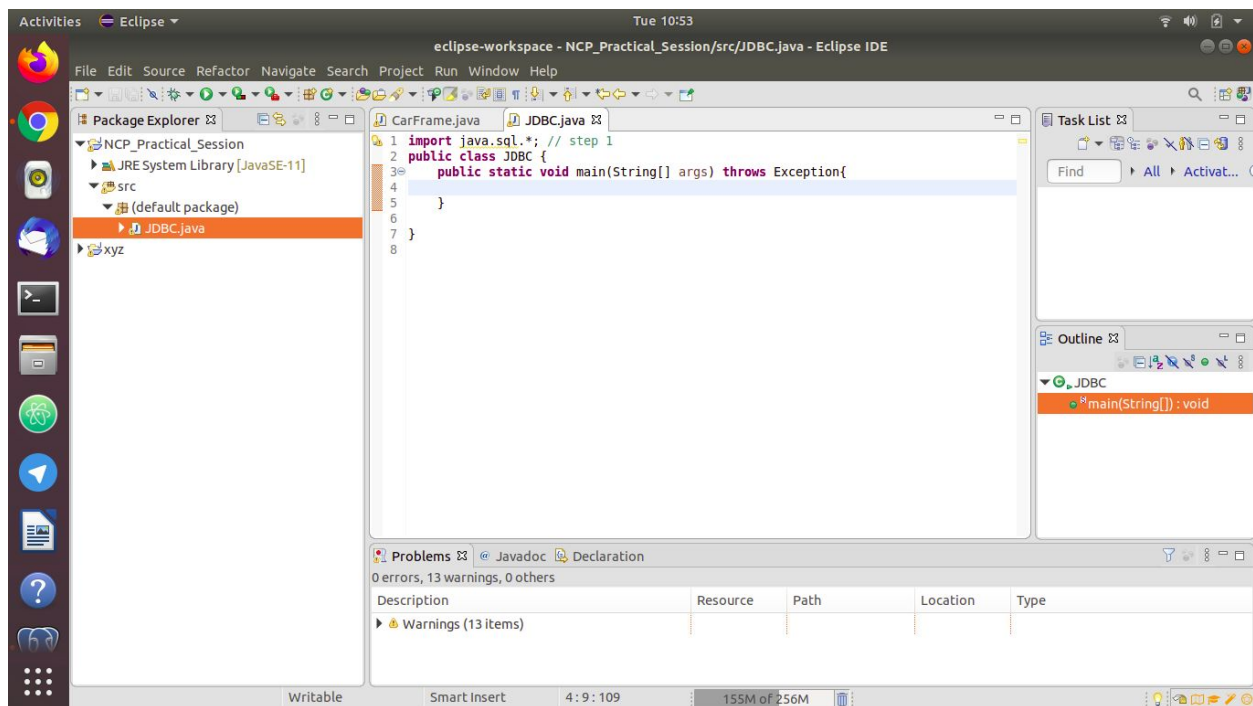 Activities Eclipse Tue 10:53
eclipse-workspace - NCP_Practical_Session/src/JDBC.java - Eclipse IDE
File Edit Source Refactor Navigate Search Project Run Window Help
Package Explorer
NCP_Practical_Session
JRE System Library [JavaSE-11]
src
(default package)
JDBC.java
xyz
CarFrame.java JDBC.java
1 import java.sql.*; // step 1
2 public class JDBC {
3 public static void main(String[] args) throws Exception{
4
5 }
6
7 }
8
Task List
Find All Activat...
Outline
JDBC
main(String[]) : void
Problems Javadoc Declaration
0 errors, 13 warnings, 0 others
Description Resource Path Location Type
Warnings (13 items)
Writable Smart Insert 4 : 9 : 109 155M of 256M